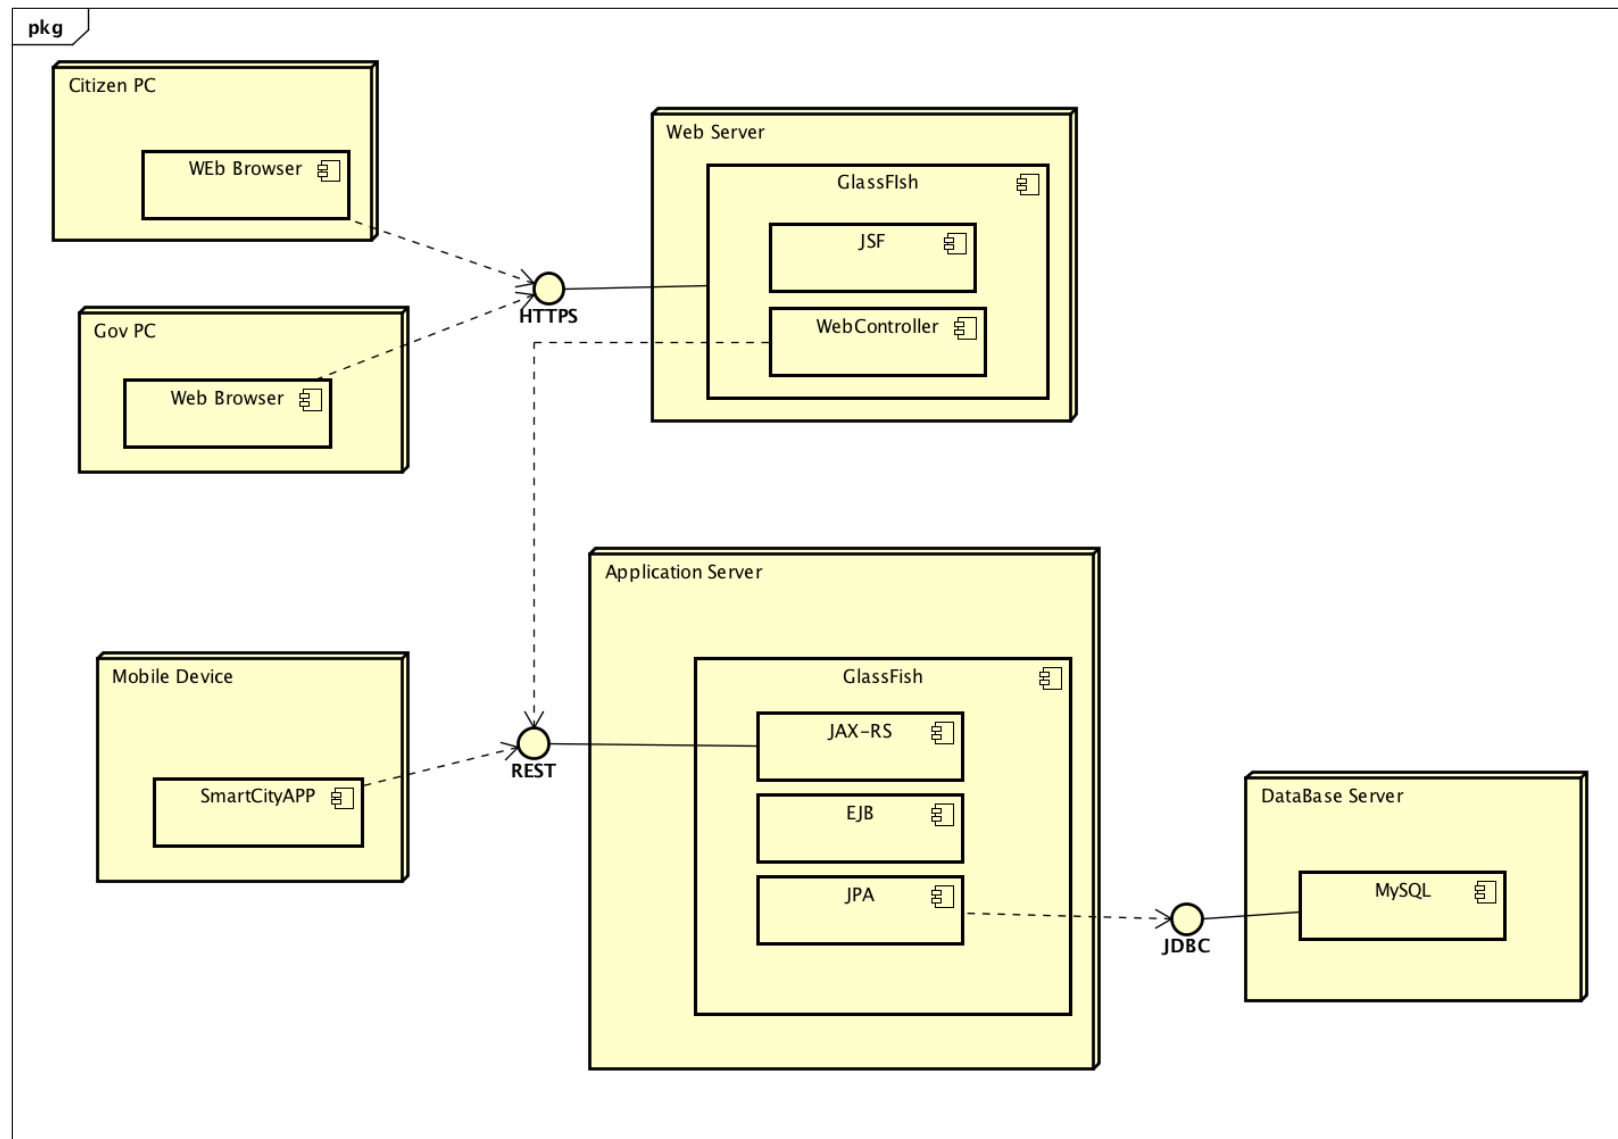 pkg
Citizen PC
WEb Browser
Web Server
GlassFIsh
JSF
HTTPS
WebController
Gov PC
Web Browser
Application Server
Mobile Device
GlassFish
SmartCityAPP
REST
JAX-RS
EJB
JPA
JDBC
DataBase Server
MySQL